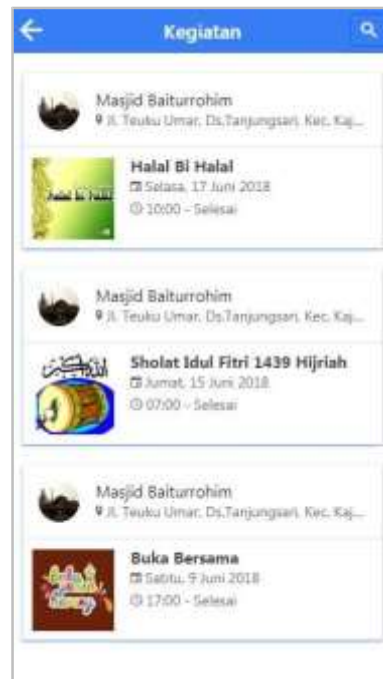 Kegiatan
Masjid Baiturrohim
Jl. Teuku Umar, Ds.Tanjungsari, Kec. Kaj...
Halal Bi Halal
Selasa, 17 Juni 2018
10:00 - Selesai
Masjid Baiturrohim
Jl. Teuku Umar, Ds.Tanjungsari, Kec. Kaj...
Sholat Idul Fitri 1439 Hijriah
Jumat, 15 Juni 2018
07:00 - Selesai
Masjid Baiturrohim
Jl. Teuku Umar, Ds.Tanjungsari, Kec. Kaj...
Buka Bersama
Sabtu, 9 Juni 2018
17:00 - Selesai